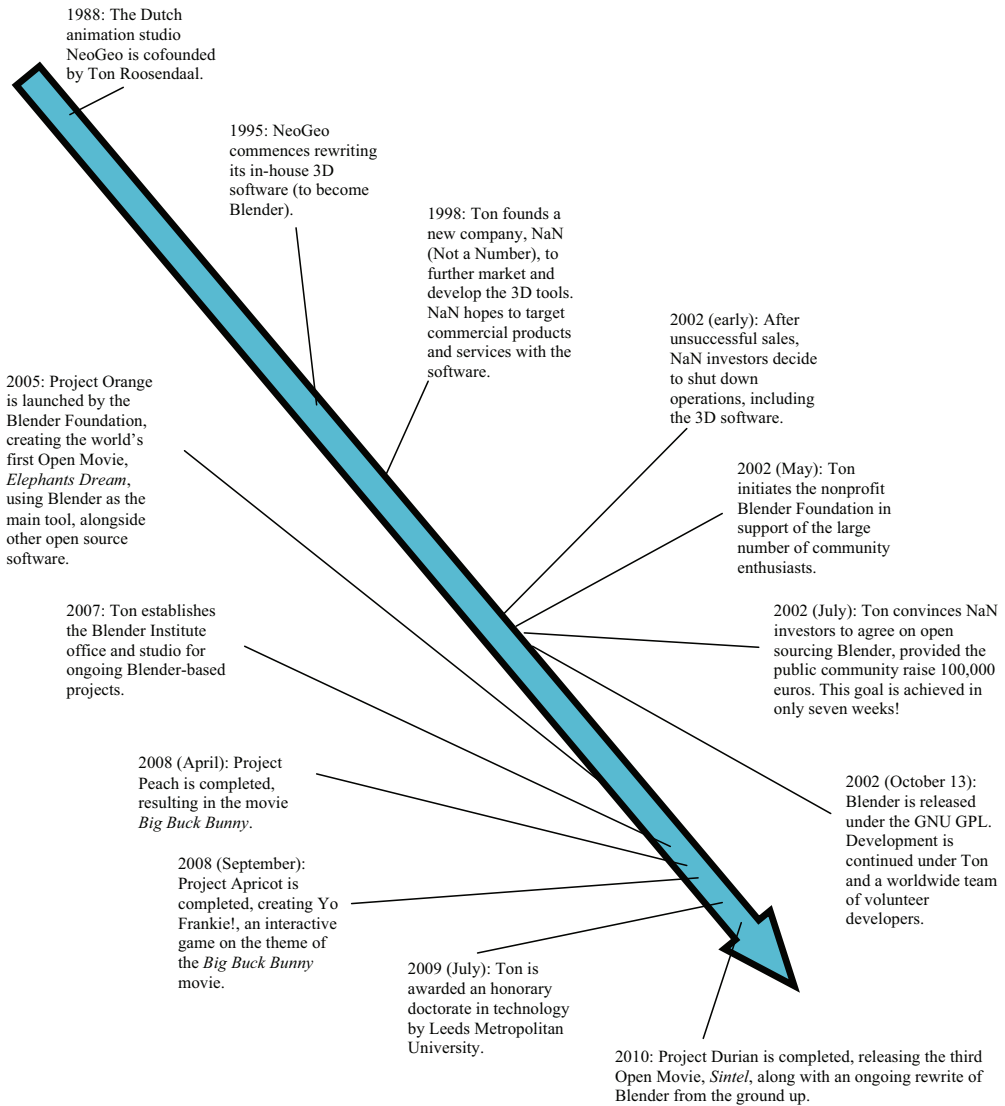 1988: The Dutch
animation studio
NeoGeo is cofounded
by Ton Roosendaal.
1995: NeoGeo
commences rewriting
its in-house 3D
software (to become
Blender).
1998: Ton founds a
new company, NaN
(Not a Number), to
further market and
develop the 3D tools.
NaN hopes to target
commercial products
and services with the
software.
2002 (early): After
unsuccessful sales,
NaN investors decide
to shut down
operations, including
the 3D software.
2002 (May): Ton
initiates the nonprofit
Blender Foundation in
support of the large
number of community
enthusiasts.
2002 (July): Ton convinces NaN
investors to agree on open
sourcing Blender, provided the
public community raise 100,000
euros. This goal is achieved in
only seven weeks!
2002 (October 13):
Blender is released
under the GNU GPL.
Development is
continued under Ton
and a worldwide team
of volunteer
developers.
2005: Project Orange
is launched by the
Blender Foundation,
creating the world’s
first Open Movie,
Elephants Dream,
using Blender as the
main tool, alongside
other open source
software.
2007: Ton establishes
the Blender Institute
office and studio for
ongoing Blender-based
projects.
2008 (April): Project
Peach is completed,
resulting in the movie
Big Buck Bunny.
2008 (September):
Project Apricot is
completed, creating Yo
Frankie!, an interactive
game on the theme of
the Big Buck Bunny
movie.
2009 (July): Ton is
awarded an honorary
doctorate in technology
by Leeds Metropolitan
University.
2010: Project Durian is completed, releasing the third
Open Movie, Sintel, along with an ongoing rewrite of
Blender from the ground up.